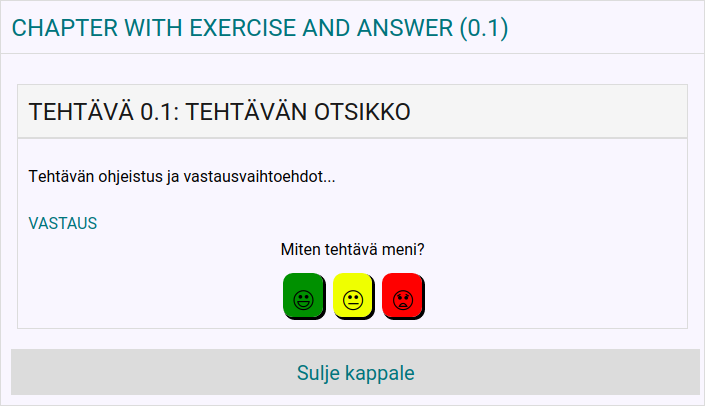 CHAPTER WITH EXERCISE AND ANSWER (0.1)
TEHTÄVÄ 0.1: TEHTÄVÄN OTSIKKO
Tehtävän ohjeistus ja vastausvaihtoehdot...
VASTAUS
Miten tehtävä meni?
Sulje kappale